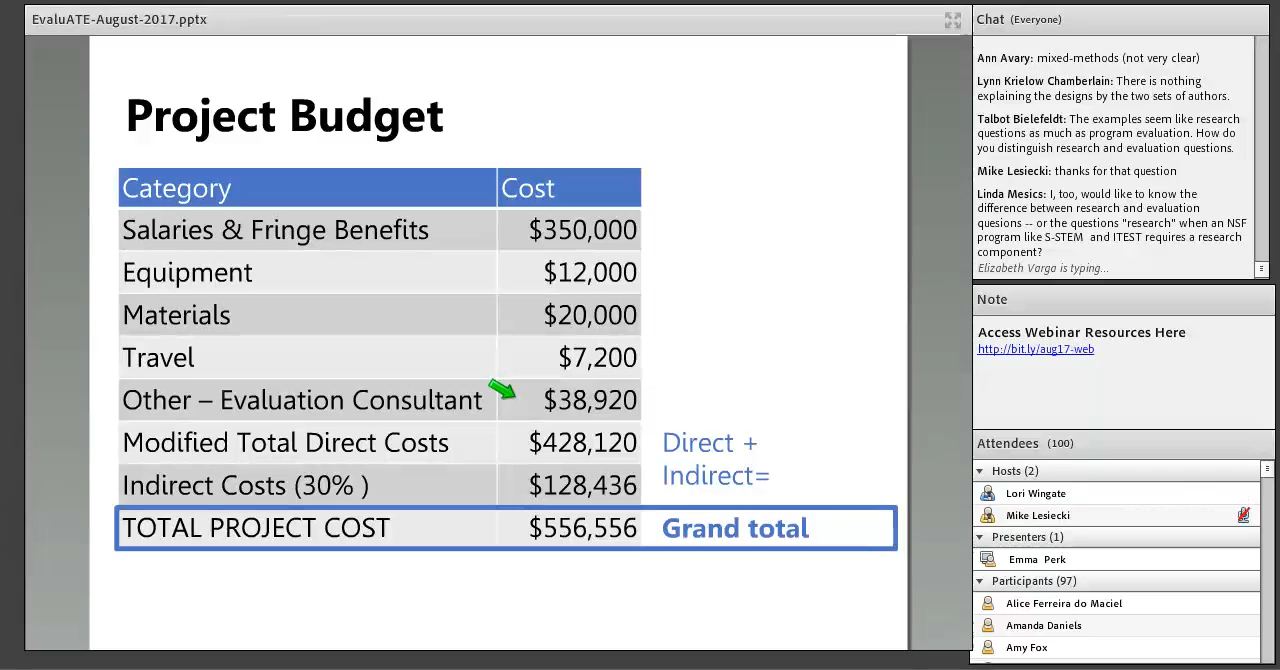 EvaluATE-August-2017.pptx
Project Budget
Category Cost
Salaries & Fringe Benefits $350,000
Equipment $12,000
Materials $20,000
Travel $7,200
Other – Evaluation Consultant $38,920
Modified Total Direct Costs $428,120
Indirect Costs (30% ) $128,436
TOTAL PROJECT COST $556,556
Direct +
Indirect=
Grand total
Chat (Everyone)
Ann Avary: mixed-methods (not very clear)
Lynn Krielow Chamberlain: There is nothing
explaining the designs by the two sets of authors.
Talbot Bielefeldt: The examples seem like research
questions as much as program evaluation. How do
you distinguish research and evaluation questions.
Mike Lesiecki: thanks for that question
Linda Mesics: I, too, would like to know the
difference between research and evaluation
quesions -- or the questions "research" when an NSF
program like S-STEM and ITEST requires a research
component?
Elizabeth Varga is typing...
Note
Access Webinar Resources Here
http://bit.ly/aug17-web
Attendees (100)
Hosts (2)
Lori Wingate
Mike Lesiecki
Presenters (1)
Emma Perk
Participants (97)
Alice Ferreira do Maciel
Amanda Daniels
Amy Fox